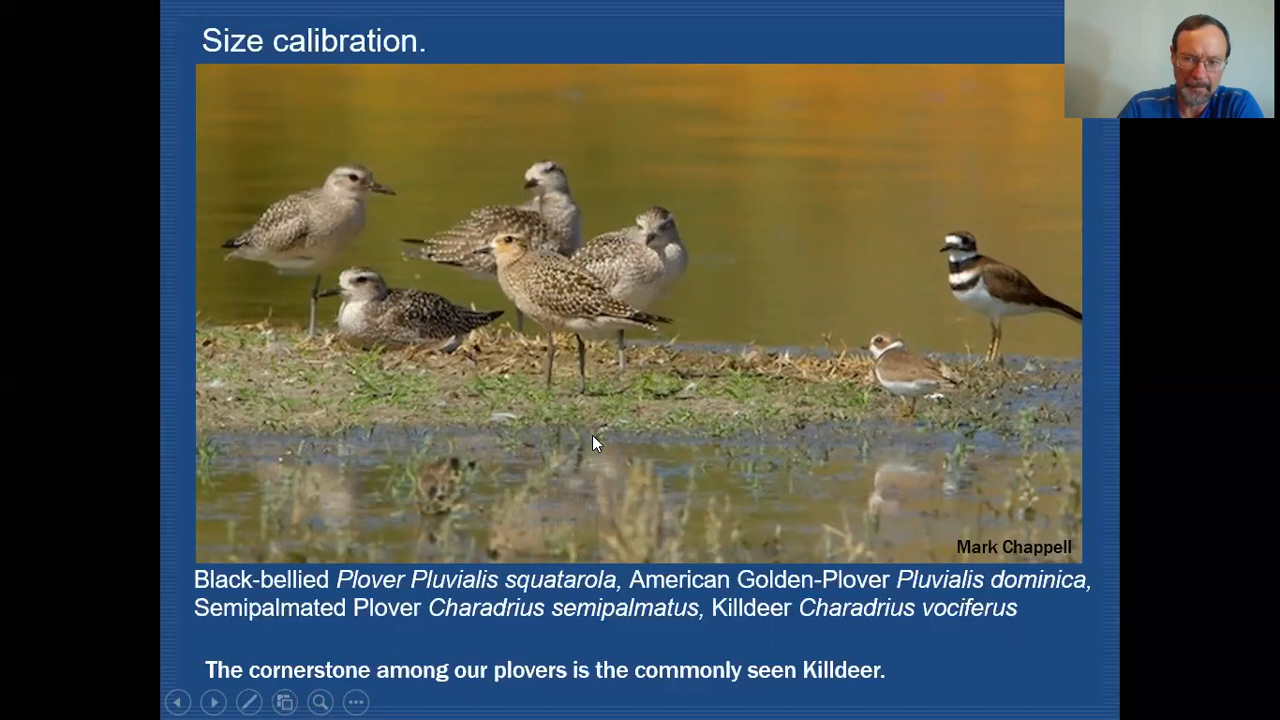 Size calibration.
Mark Chappell
Black-bellied Plover Pluvialis squatarola, American Golden-Plover Pluvialis dominica,
Semipalmated Plover Charadrius semipalmatus, Killdeer Charadrius vociferus
The cornerstone among our plovers is the commonly seen Killdeer.